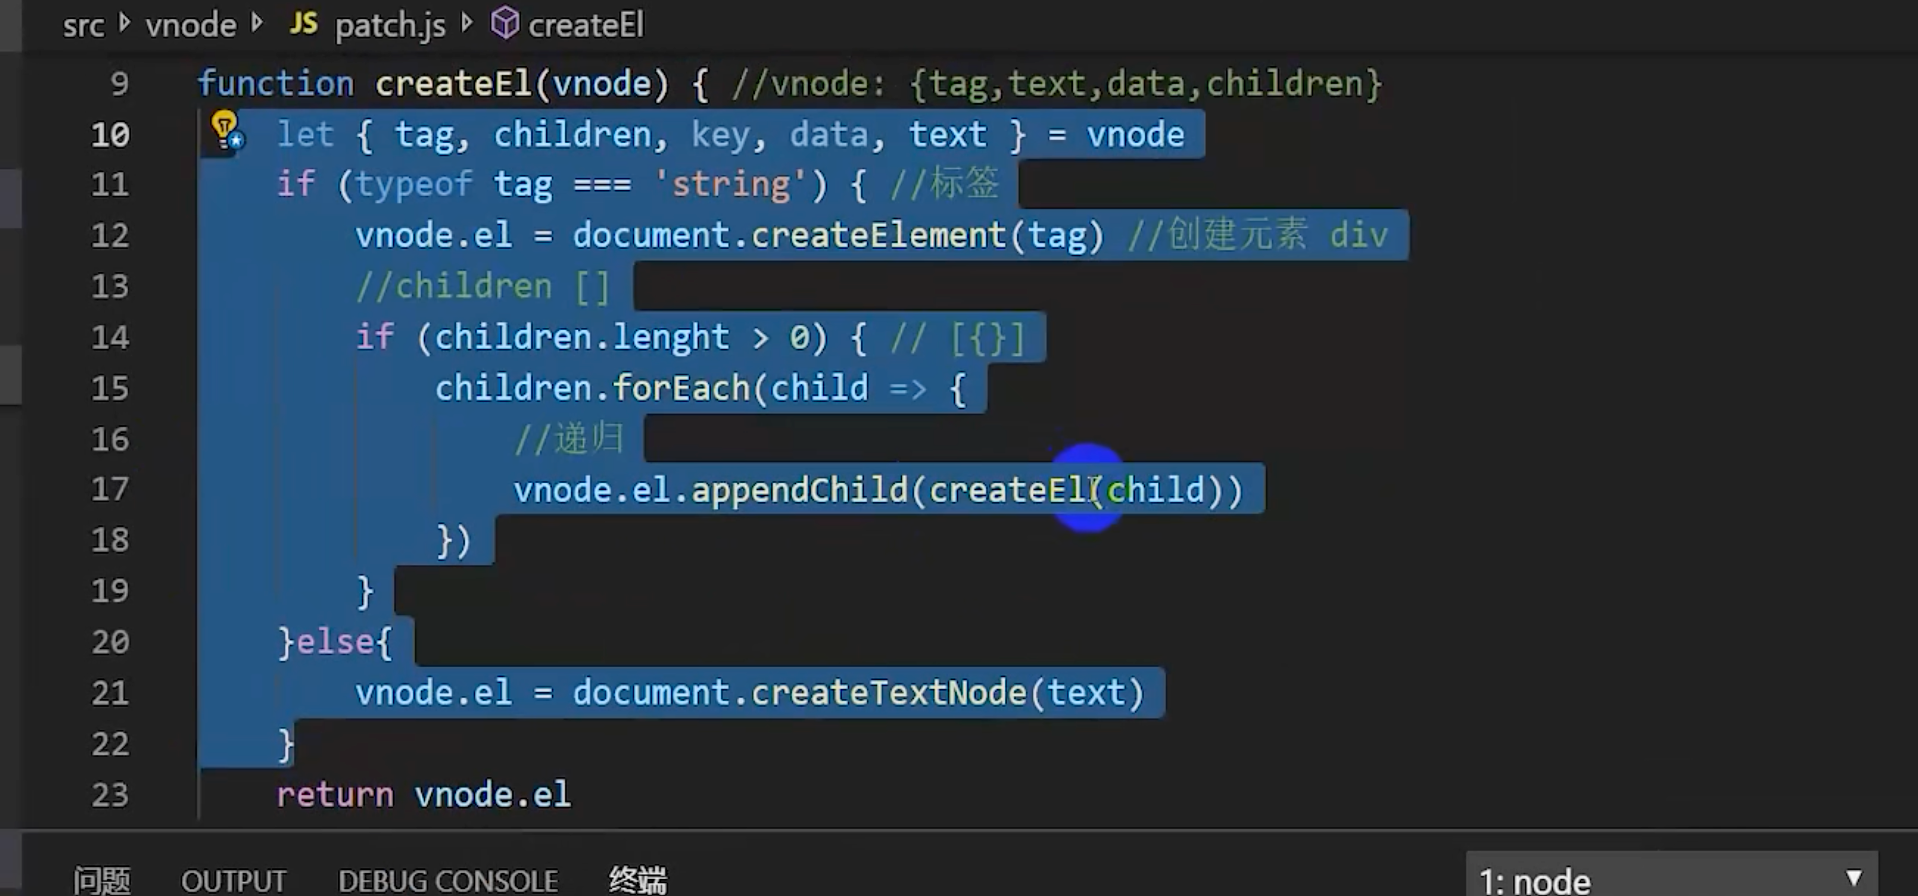 src vnode JS patch.js createEl
9 function createEl(vnode) { //vnode: {tag,text,data,children}
10 let { tag, children, key, data, text } = vnode
11 if (typeof tag === 'string') { //标签
12 vnode.el = document.createElement(tag) //创建元素 div
13 //children []
14 if (children.lenght > 0) { // [{}]
15 children.forEach(child => {
16 //递归
17 vnode.el.appendChild(createEl(child))
18 })
19 }
20 }else{
21 vnode.el = document.createTextNode(text)
22 }
23 return vnode.el
问题 OUTPUT DEBUG CONSOLE 终端 1: node